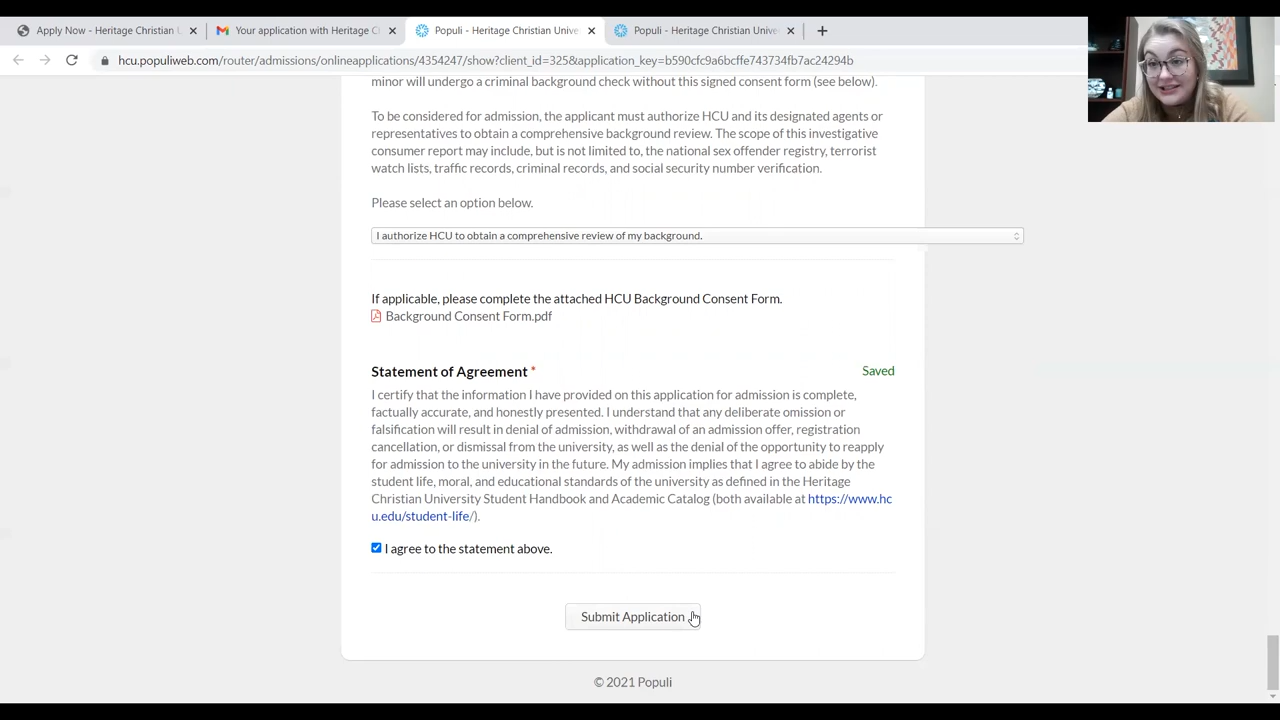 Apply Now - Heritage Christian U
Your application with Heritage C
Populi - Heritage Christian Unive
Populi - Heritage Christian Unive
hcu.populiweb.com/router/admissions/onlineapplications/4354247/show?client_id=325&application_key=b590cfc9a6bcffe743734fb7ac24294b
minor will undergo a criminal background check without this signed consent form (see below).
To be considered for admission, the applicant must authorize HCU and its designated agents or
representatives to obtain a comprehensive background review. The scope of this investigative
consumer report may include, but is not limited to, the national sex offender registry, terrorist
watch lists, traffic records, criminal records, and social security number verification.
Please select an option below.
I authorize HCU to obtain a comprehensive review of my background.
If applicable, please complete the attached HCU Background Consent Form.
Background Consent Form.pdf
Statement of Agreement *
Saved
I certify that the information I have provided on this application for admission is complete,
factually accurate, and honestly presented. I understand that any deliberate omission or
falsification will result in denial of admission, withdrawal of an admission offer, registration
cancellation, or dismissal from the university, as well as the denial of the opportunity to reapply
for admission to the university in the future. My admission implies that I agree to abide by the
student life, moral, and educational standards of the university as defined in the Heritage
Christian University Student Handbook and Academic Catalog (both available at https://www.hc
u.edu/student-life/).
I agree to the statement above.
Submit Application
© 2021 Populi